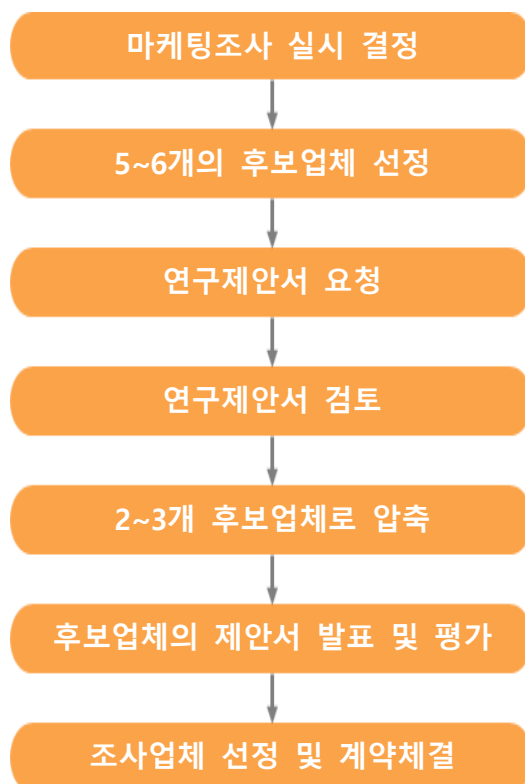 마케팅조사 실시 결정
5~6개의 후보업체 선정
연구제안서 요청
연구제안서 검토
2~3개 후보업체로 압축
후보업체의 제안서 발표 및 평가
조사업체 선정 및 계약체결